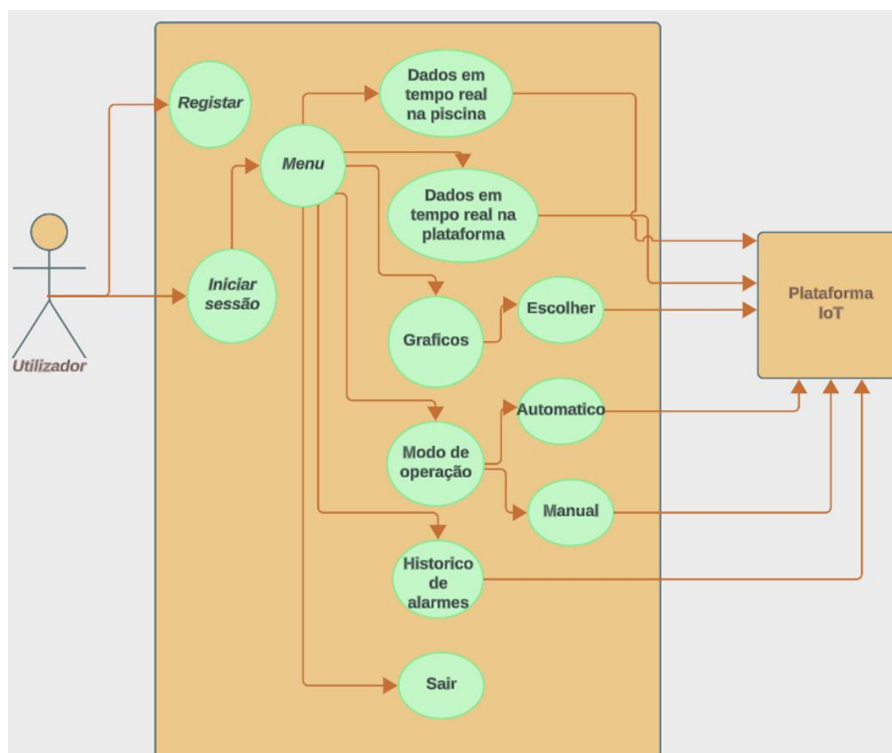 Registar
Menu
Dados em
tempo real
na piscina
Dados em
tempo real na
plataforma
Iniciar
sessão
Utilizador
Graficos
Escolher
Plataforma
IoT
Automatico
Modo de
operação
Manual
Historico
de
alarmes
Sair